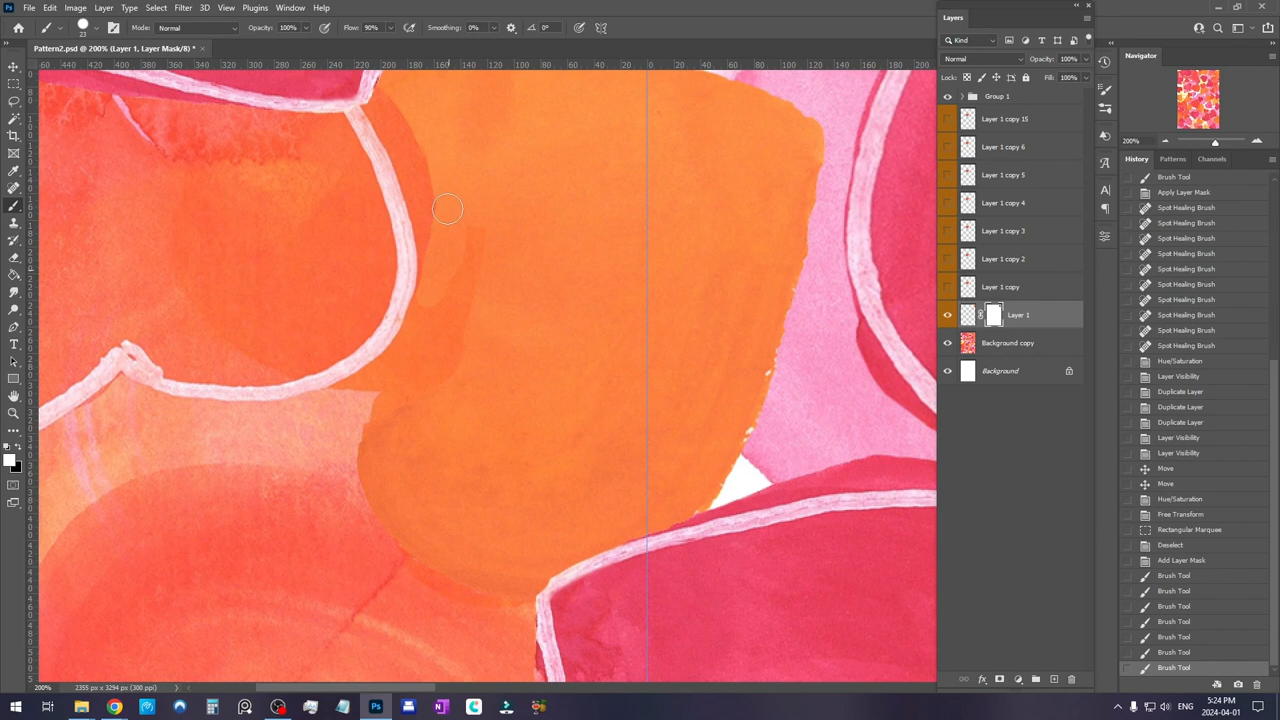 File Edit Image Layer Type Select Filter 3D View Plugins Window Help
23 Mode: Normal Opacity: 100% Flow: 90% Smoothing: 0% 0°
Pattern2.psd @ 200% (Layer 1, Layer Mask/8) *
Layers
Kind
Normal Opacity: 100%
Lock: Fill: 100%
Group 1
Layer 1 copy 15
Layer 1 copy 6
Layer 1 copy 5
Layer 1 copy 4
Layer 1 copy 3
Layer 1 copy 2
Layer 1 copy
Layer 1
Background copy
Background
Navigator
200%
History Patterns Channels
Brush Tool
Apply Layer Mask
Spot Healing Brush
Spot Healing Brush
Spot Healing Brush
Spot Healing Brush
Spot Healing Brush
Spot Healing Brush
Spot Healing Brush
Spot Healing Brush
Spot Healing Brush
Spot Healing Brush
Hue/Saturation
Layer Visibility
Duplicate Layer
Duplicate Layer
Duplicate Layer
Layer Visibility
Layer Visibility
Move
Move
Hue/Saturation
Free Transform
Rectangular Marquee
Deselect
Add Layer Mask
Brush Tool
Brush Tool
Brush Tool
Brush Tool
Brush Tool
Brush Tool
Brush Tool
200% 2355 px x 3294 px (300 ppi)
5:24 PM
2024-04-01